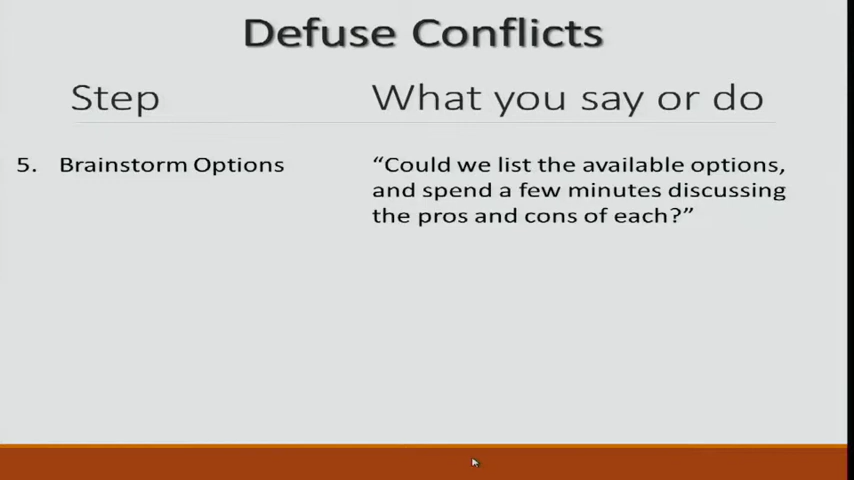 Defuse Conflicts
Step
What you say or do
5. Brainstorm Options
“Could we list the available options,
and spend a few minutes discussing
the pros and cons of each?”